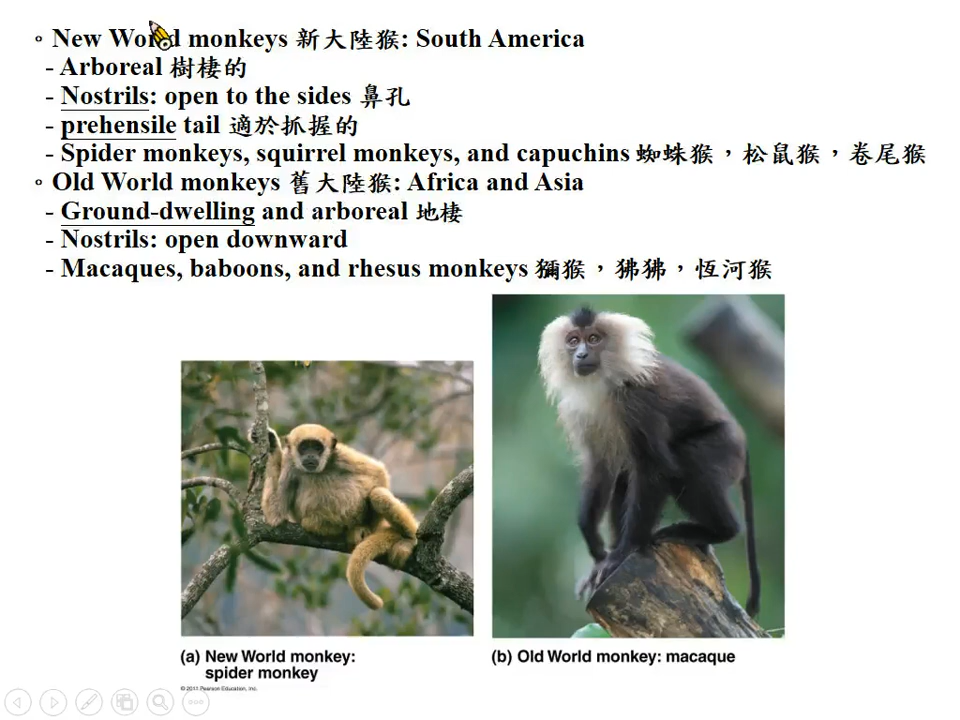 ◦ New World monkeys 新大陸猴: South America
- Arboreal 樹棲的
- Nostrils: open to the sides 鼻孔
- prehensile tail 適於抓握的
- Spider monkeys, squirrel monkeys, and capuchins 蜘蛛猴，松鼠猴，卷尾猴
◦ Old World monkeys 舊大陸猴: Africa and Asia
- Ground-dwelling and arboreal 地棲
- Nostrils: open downward
- Macaques, baboons, and rhesus monkeys 獼猴，狒狒，恆河猴
(a) New World monkey:
spider monkey
(b) Old World monkey: macaque
© 2011 Pearson Education, Inc.